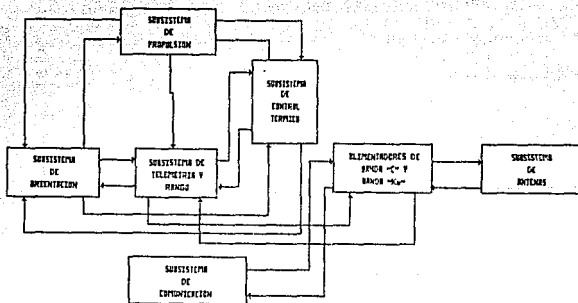 SUBSISTEMA
DE
PROPULSION
SUBSISTEMA
DE
CONTROL
TERMICO
SUBSISTEMA
DE
ORIENTACION
SUBSISTEMA DE
TELEMETRIA Y
RANGO
ALIMENTADORES DE
BANDA "C" Y
BANDA "Ku"
SUBSISTEMA
DE
ANTENAS
SUBSISTEMA
DE
COMUNICACION